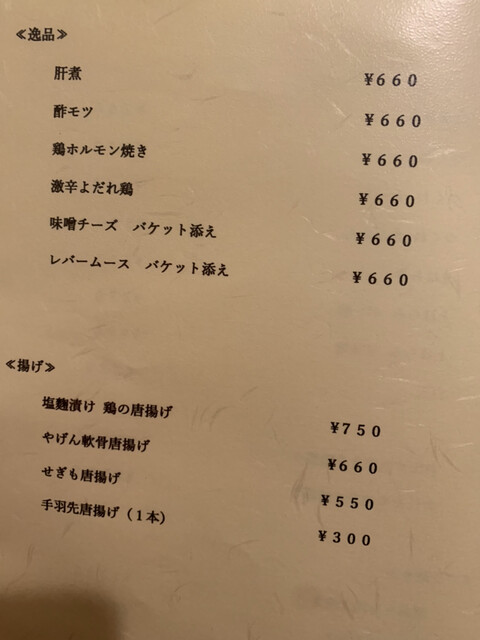 ≪逸品≫
肝煮 ¥660
酢モツ ¥660
鶏ホルモン焼き ¥660
激辛よだれ鶏 ¥660
味噌チーズ バケット添え ¥660
レバームース バケット添え ¥660
≪揚げ≫
塩麹漬け 鶏の唐揚げ ¥750
やげん軟骨唐揚げ ¥660
せぎも唐揚げ ¥550
手羽先唐揚げ(1本) ¥300